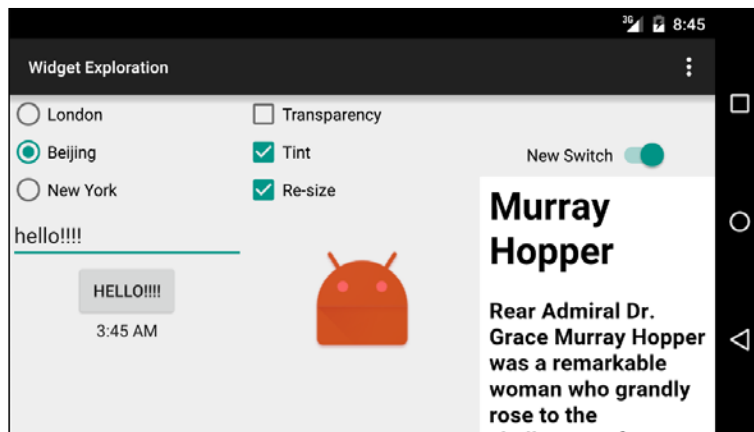 3G 8:45
Widget Exploration
London
Beijing
New York
hello!!!!
HELLO!!!!
3:45 AM
Transparency
Tint
Re-size
New Switch
Murray
Hopper
Rear Admiral Dr.
Grace Murray Hopper
was a remarkable
woman who grandly
rose to the